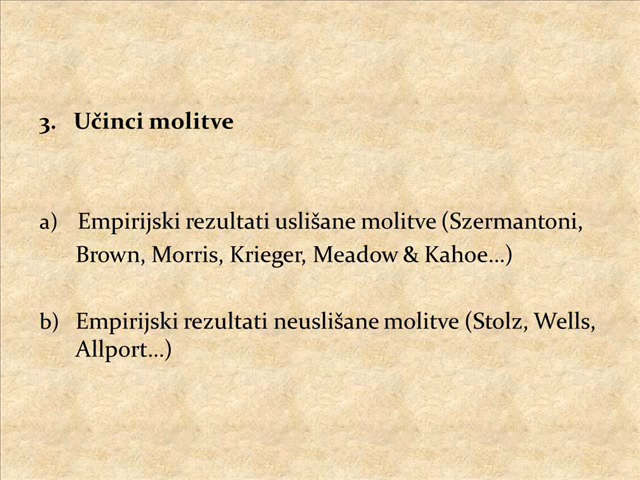 3. Učinci molitve
a) Empirijski rezultati uslišane molitve (Szermantoni,
Brown, Morris, Krieger, Meadow & Kahoe...)
b) Empirijski rezultati neuslišane molitve (Stolz, Wells,
Allport...)